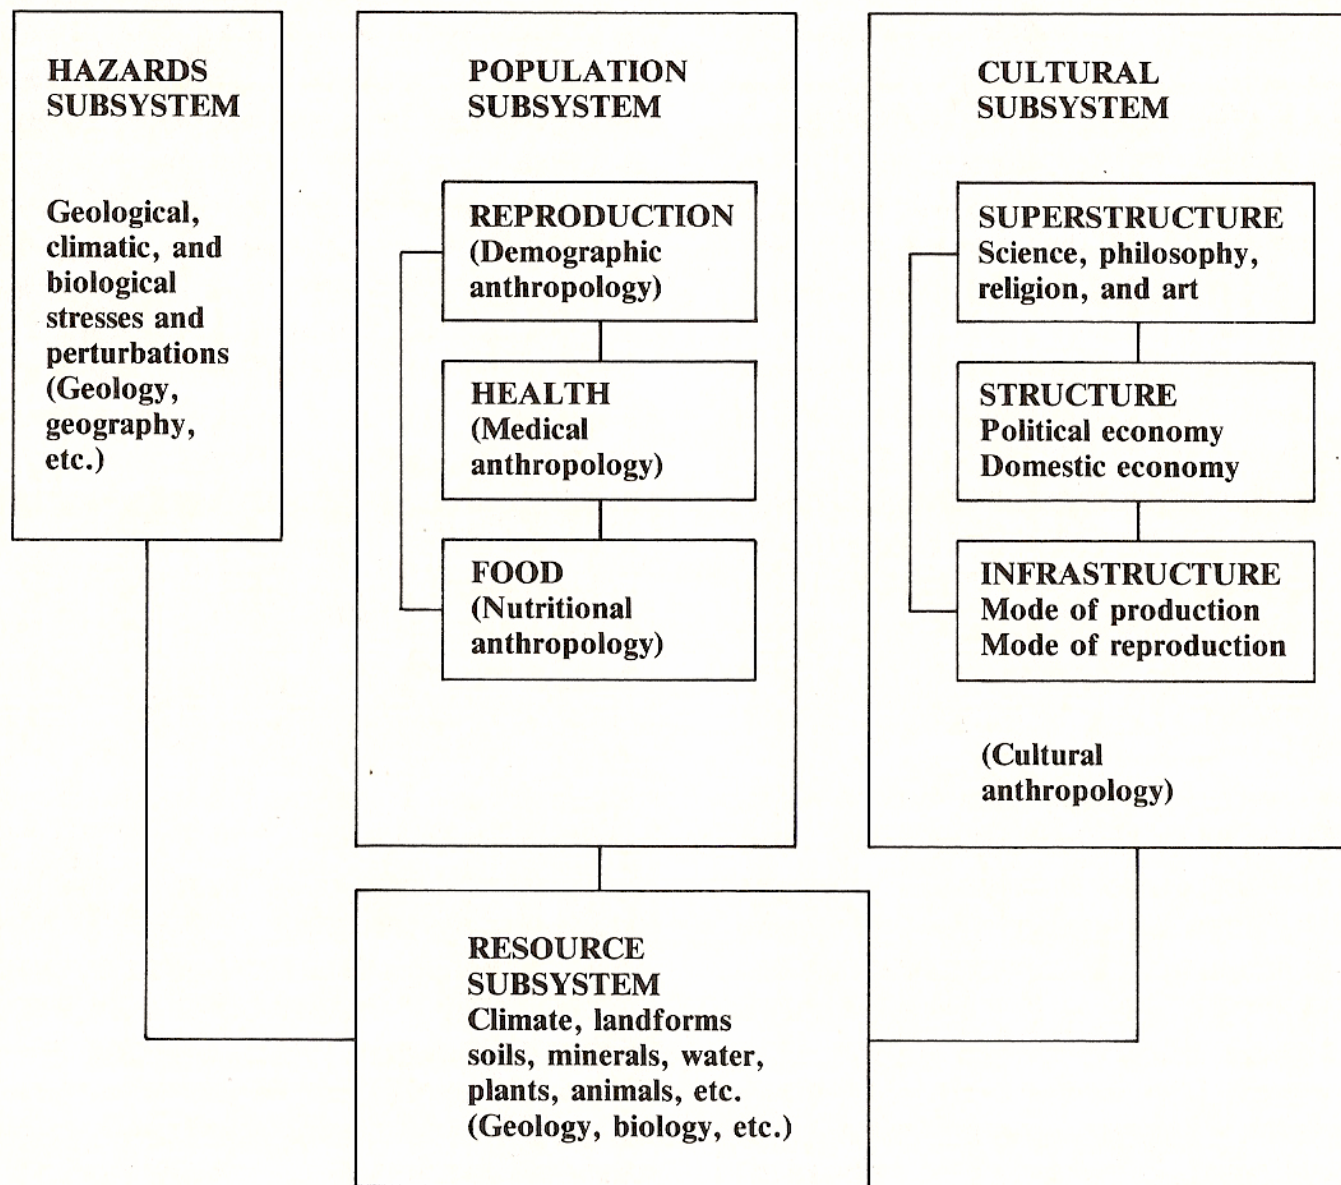 HAZARDS
SUBSYSTEM
Geological,
climatic, and
biological
stresses and
perturbations
(Geology,
geography,
etc.)
POPULATION
SUBSYSTEM
REPRODUCTION
(Demographic
anthropology)
HEALTH
(Medical
anthropology)
FOOD
(Nutritional
anthropology)
CULTURAL
SUBSYSTEM
SUPERSTRUCTURE
Science, philosophy,
religion, and art
STRUCTURE
Political economy
Domestic economy
INFRASTRUCTURE
Mode of production
Mode of reproduction
(Cultural
anthropology)
RESOURCE
SUBSYSTEM
Climate, landforms
soils, minerals, water,
plants, animals, etc.
(Geology, biology, etc.)